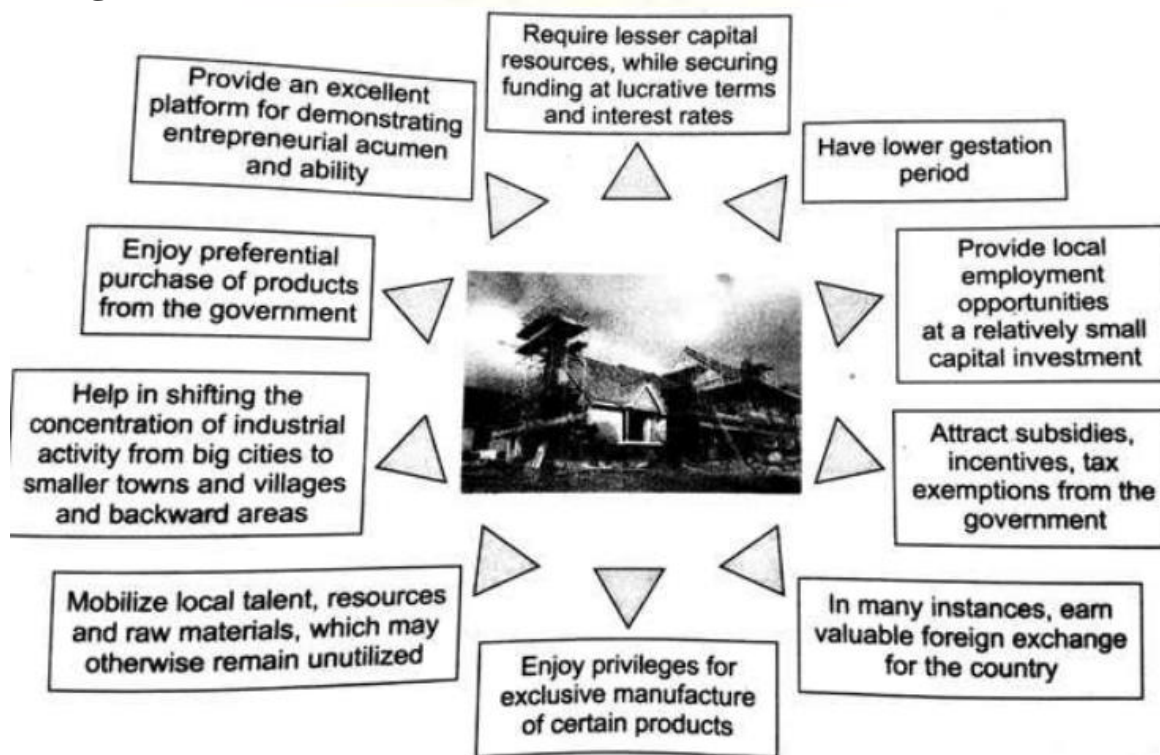 Require lesser capital
resources, while securing
funding at lucrative terms
and interest rates
Provide an excellent
platform for demonstrating
entrepreneurial acumen
and ability
Have lower gestation
period
Enjoy preferential
purchase of products
from the government
Provide local
employment
opportunities
at a relatively small
capital investment
Help in shifting the
concentration of industrial
activity from big cities to
smaller towns and villages
and backward areas
Attract subsidies,
incentives, tax
exemptions from the
government
Mobilize local talent, resources
and raw materials, which may
otherwise remain unutilized
In many instances, earn
valuable foreign exchange
for the country
Enjoy privileges for
exclusive manufacture
of certain products